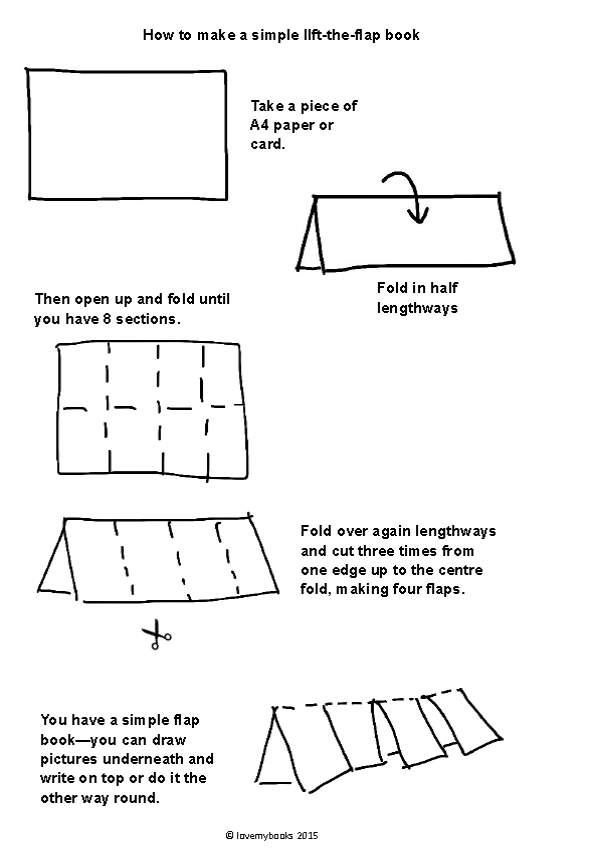 How to make a simple lift-the-flap book
Take a piece of
A4 paper or
card.
Fold in half
lengthways
Then open up and fold until
you have 8 sections.
Fold over again lengthways
and cut three times from
one edge up to the centre
fold, making four flaps.
You have a simple flap
book—you can draw
pictures underneath and
write on top or do it the
other way round.
© lovemybooks 2015